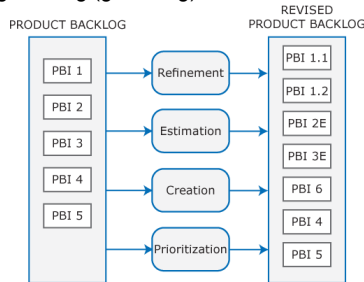 PRODUCT BACKLOG
REVISED
PRODUCT BACKLOG
PBI 1
PBI 2
PBI 3
PBI 4
PBI 5
Refinement
Estimation
Creation
Prioritization
PBI 1.1
PBI 1.2
PBI 2E
PBI 3E
PBI 6
PBI 4
PBI 5